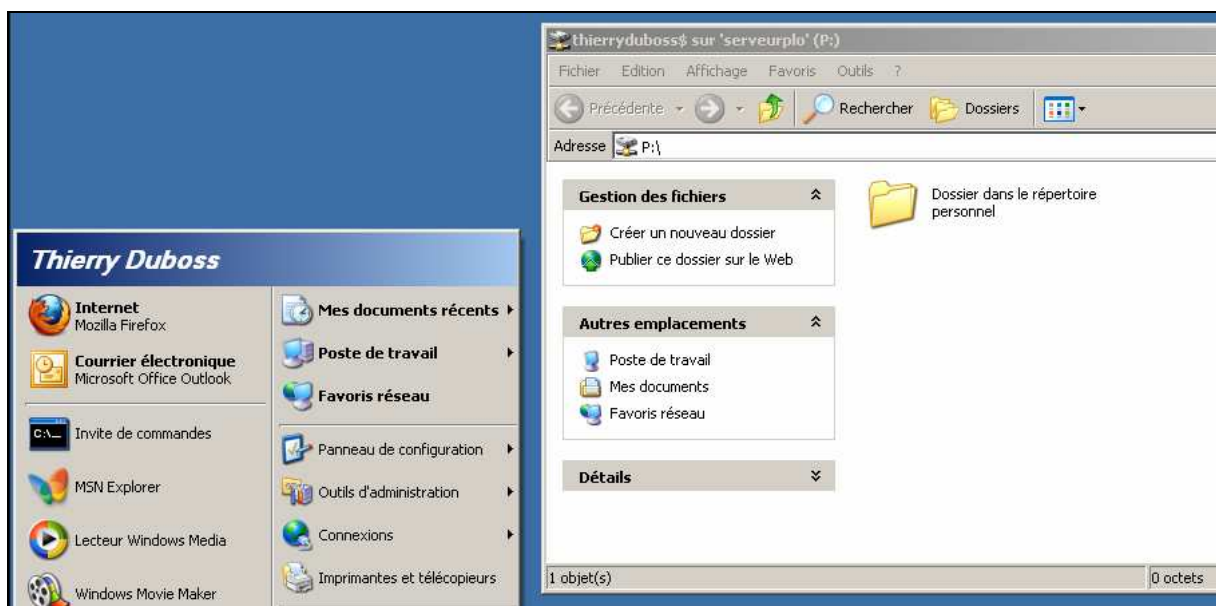 thierryduboss$ sur 'serveurplo' (P:)
Fichier Edition Affichage Favoris Outils ?
Précédente Rechercher Dossiers
Adresse P:\
Gestion des fichiers
Créer un nouveau dossier
Publier ce dossier sur le Web
Autres emplacements
Poste de travail
Mes documents
Favoris réseau
Détails
Dossier dans le répertoire
personnel
1 objet(s)
0 octets
Thierry Duboss
Internet
Mozilla Firefox
Courrier électronique
Microsoft Office Outlook
C:\_
Invite de commandes
MSN Explorer
Lecteur Windows Media
Windows Movie Maker
Mes documents récents
Poste de travail
Favoris réseau
Panneau de configuration
Outils d'administration
Connexions
Imprimantes et télécopieurs